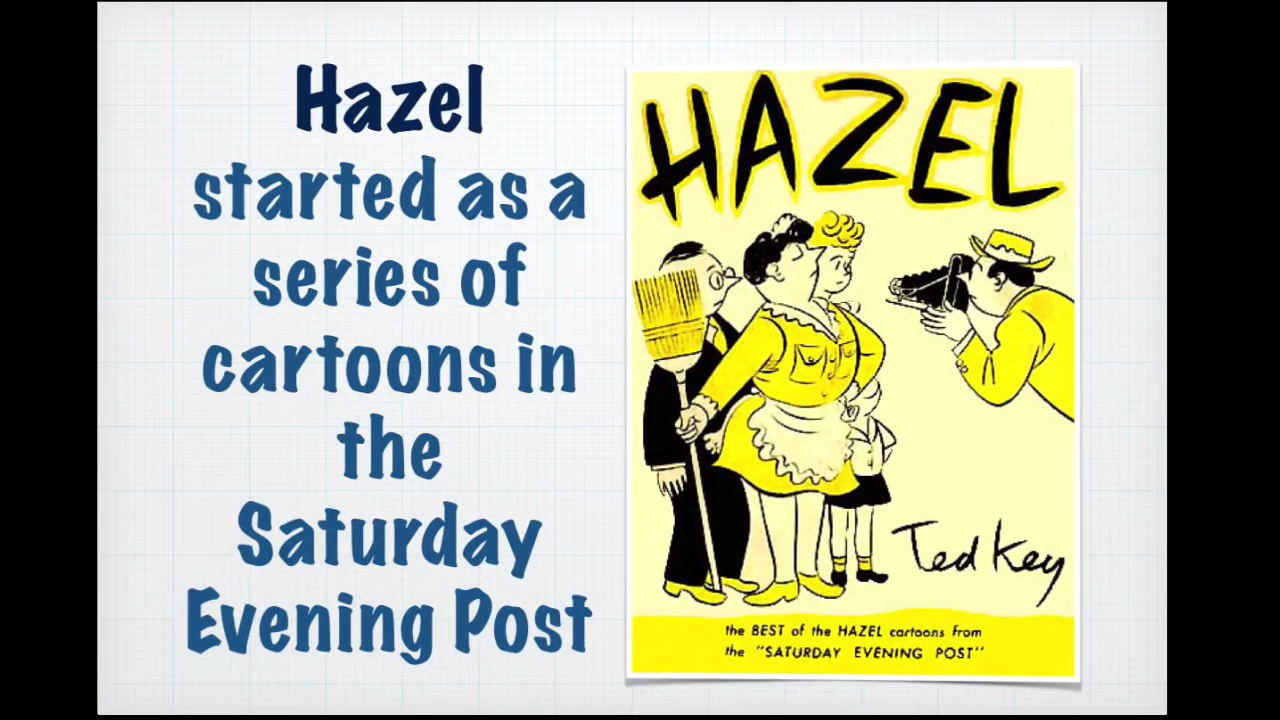 Hazel
started as a
series of
cartoons in
the
Saturday
Evening Post
HAZEL
Ted Key
the BEST of the HAZEL cartoons from
the "SATURDAY EVENING POST"